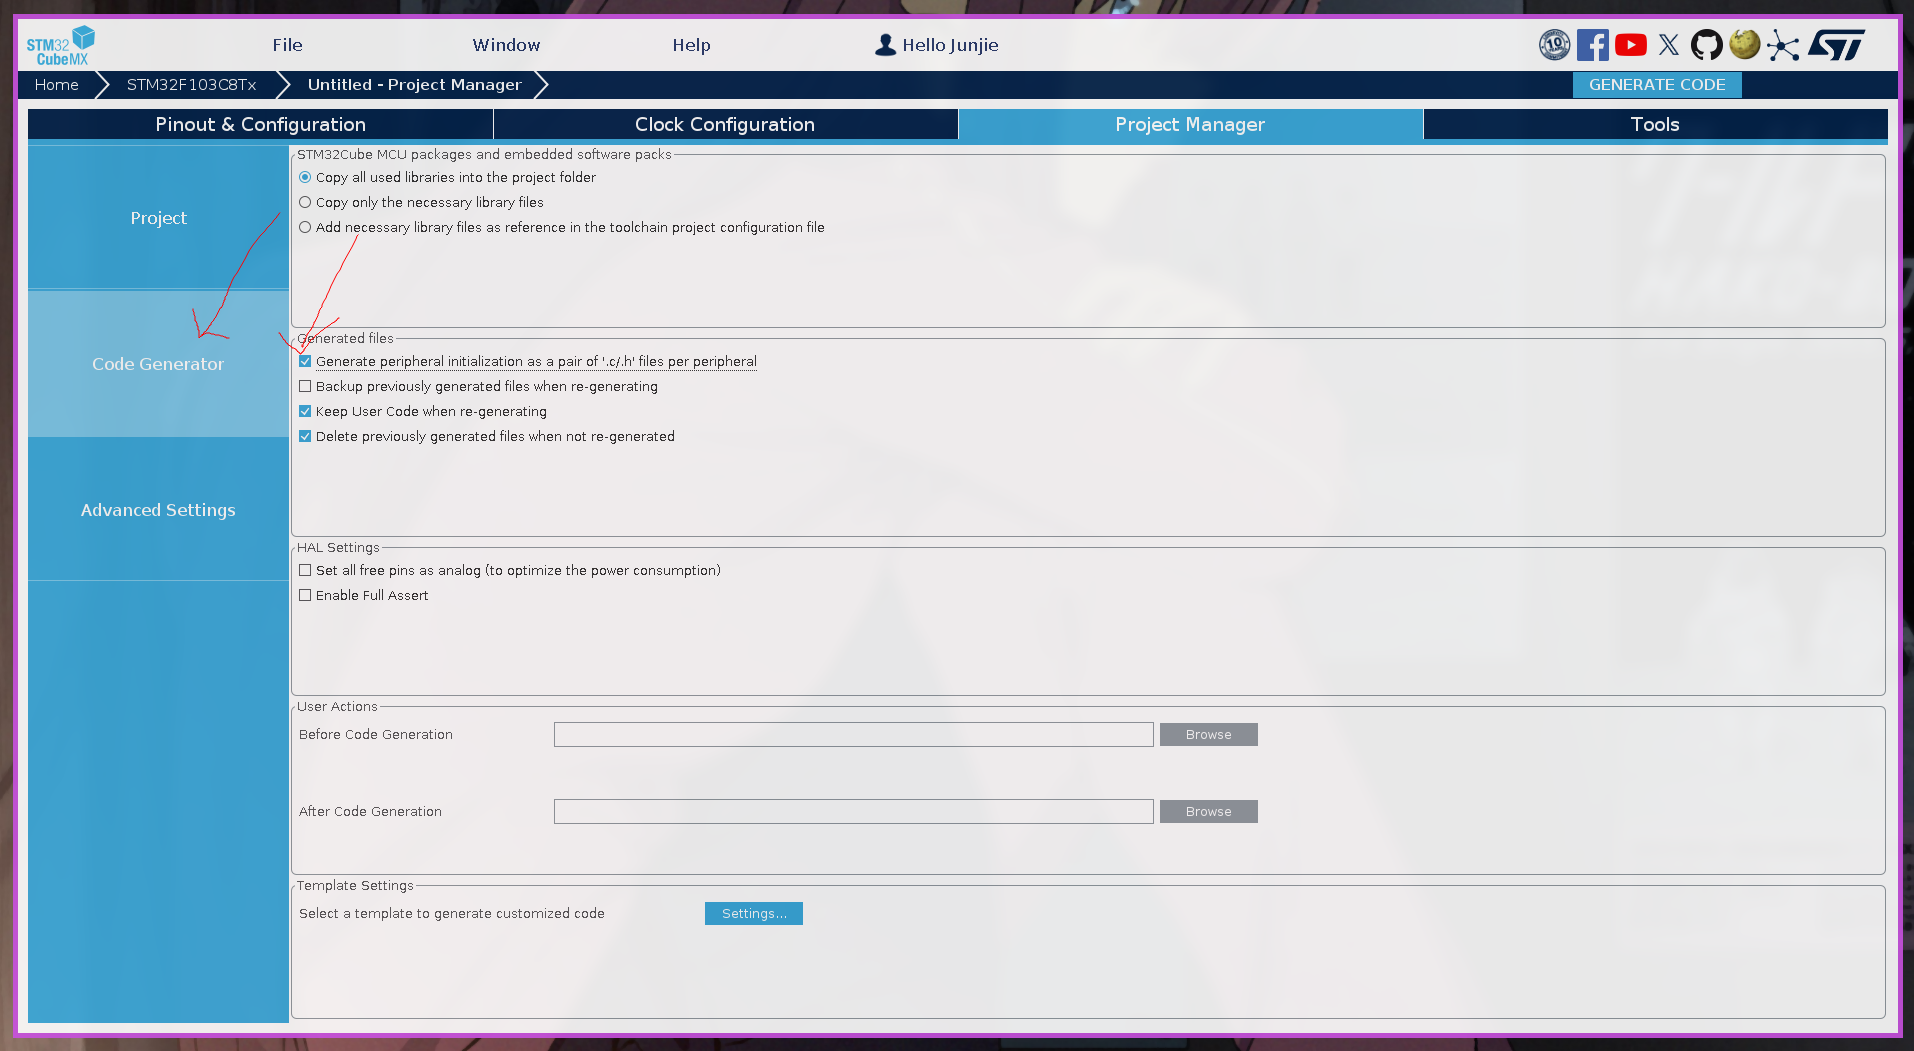 STM32
CubeMX
File
Window
Help
Hello Junjie
10
Home
STM32F103C8Tx
Untitled - Project Manager
GENERATE CODE
Pinout & Configuration
Clock Configuration
Project Manager
Tools
Project
Code Generator
Advanced Settings
STM32Cube MCU packages and embedded software packs
Copy all used libraries into the project folder
Copy only the necessary library files
Add necessary library files as reference in the toolchain project configuration file
Generated files
Generate peripheral initialization as a pair of '.c/.h' files per peripheral
Backup previously generated files when re-generating
Keep User Code when re-generating
Delete previously generated files when not re-generated
HAL Settings
Set all free pins as analog (to optimize the power consumption)
Enable Full Assert
User Actions
Before Code Generation
Browse
After Code Generation
Browse
Template Settings
Select a template to generate customized code
Settings...